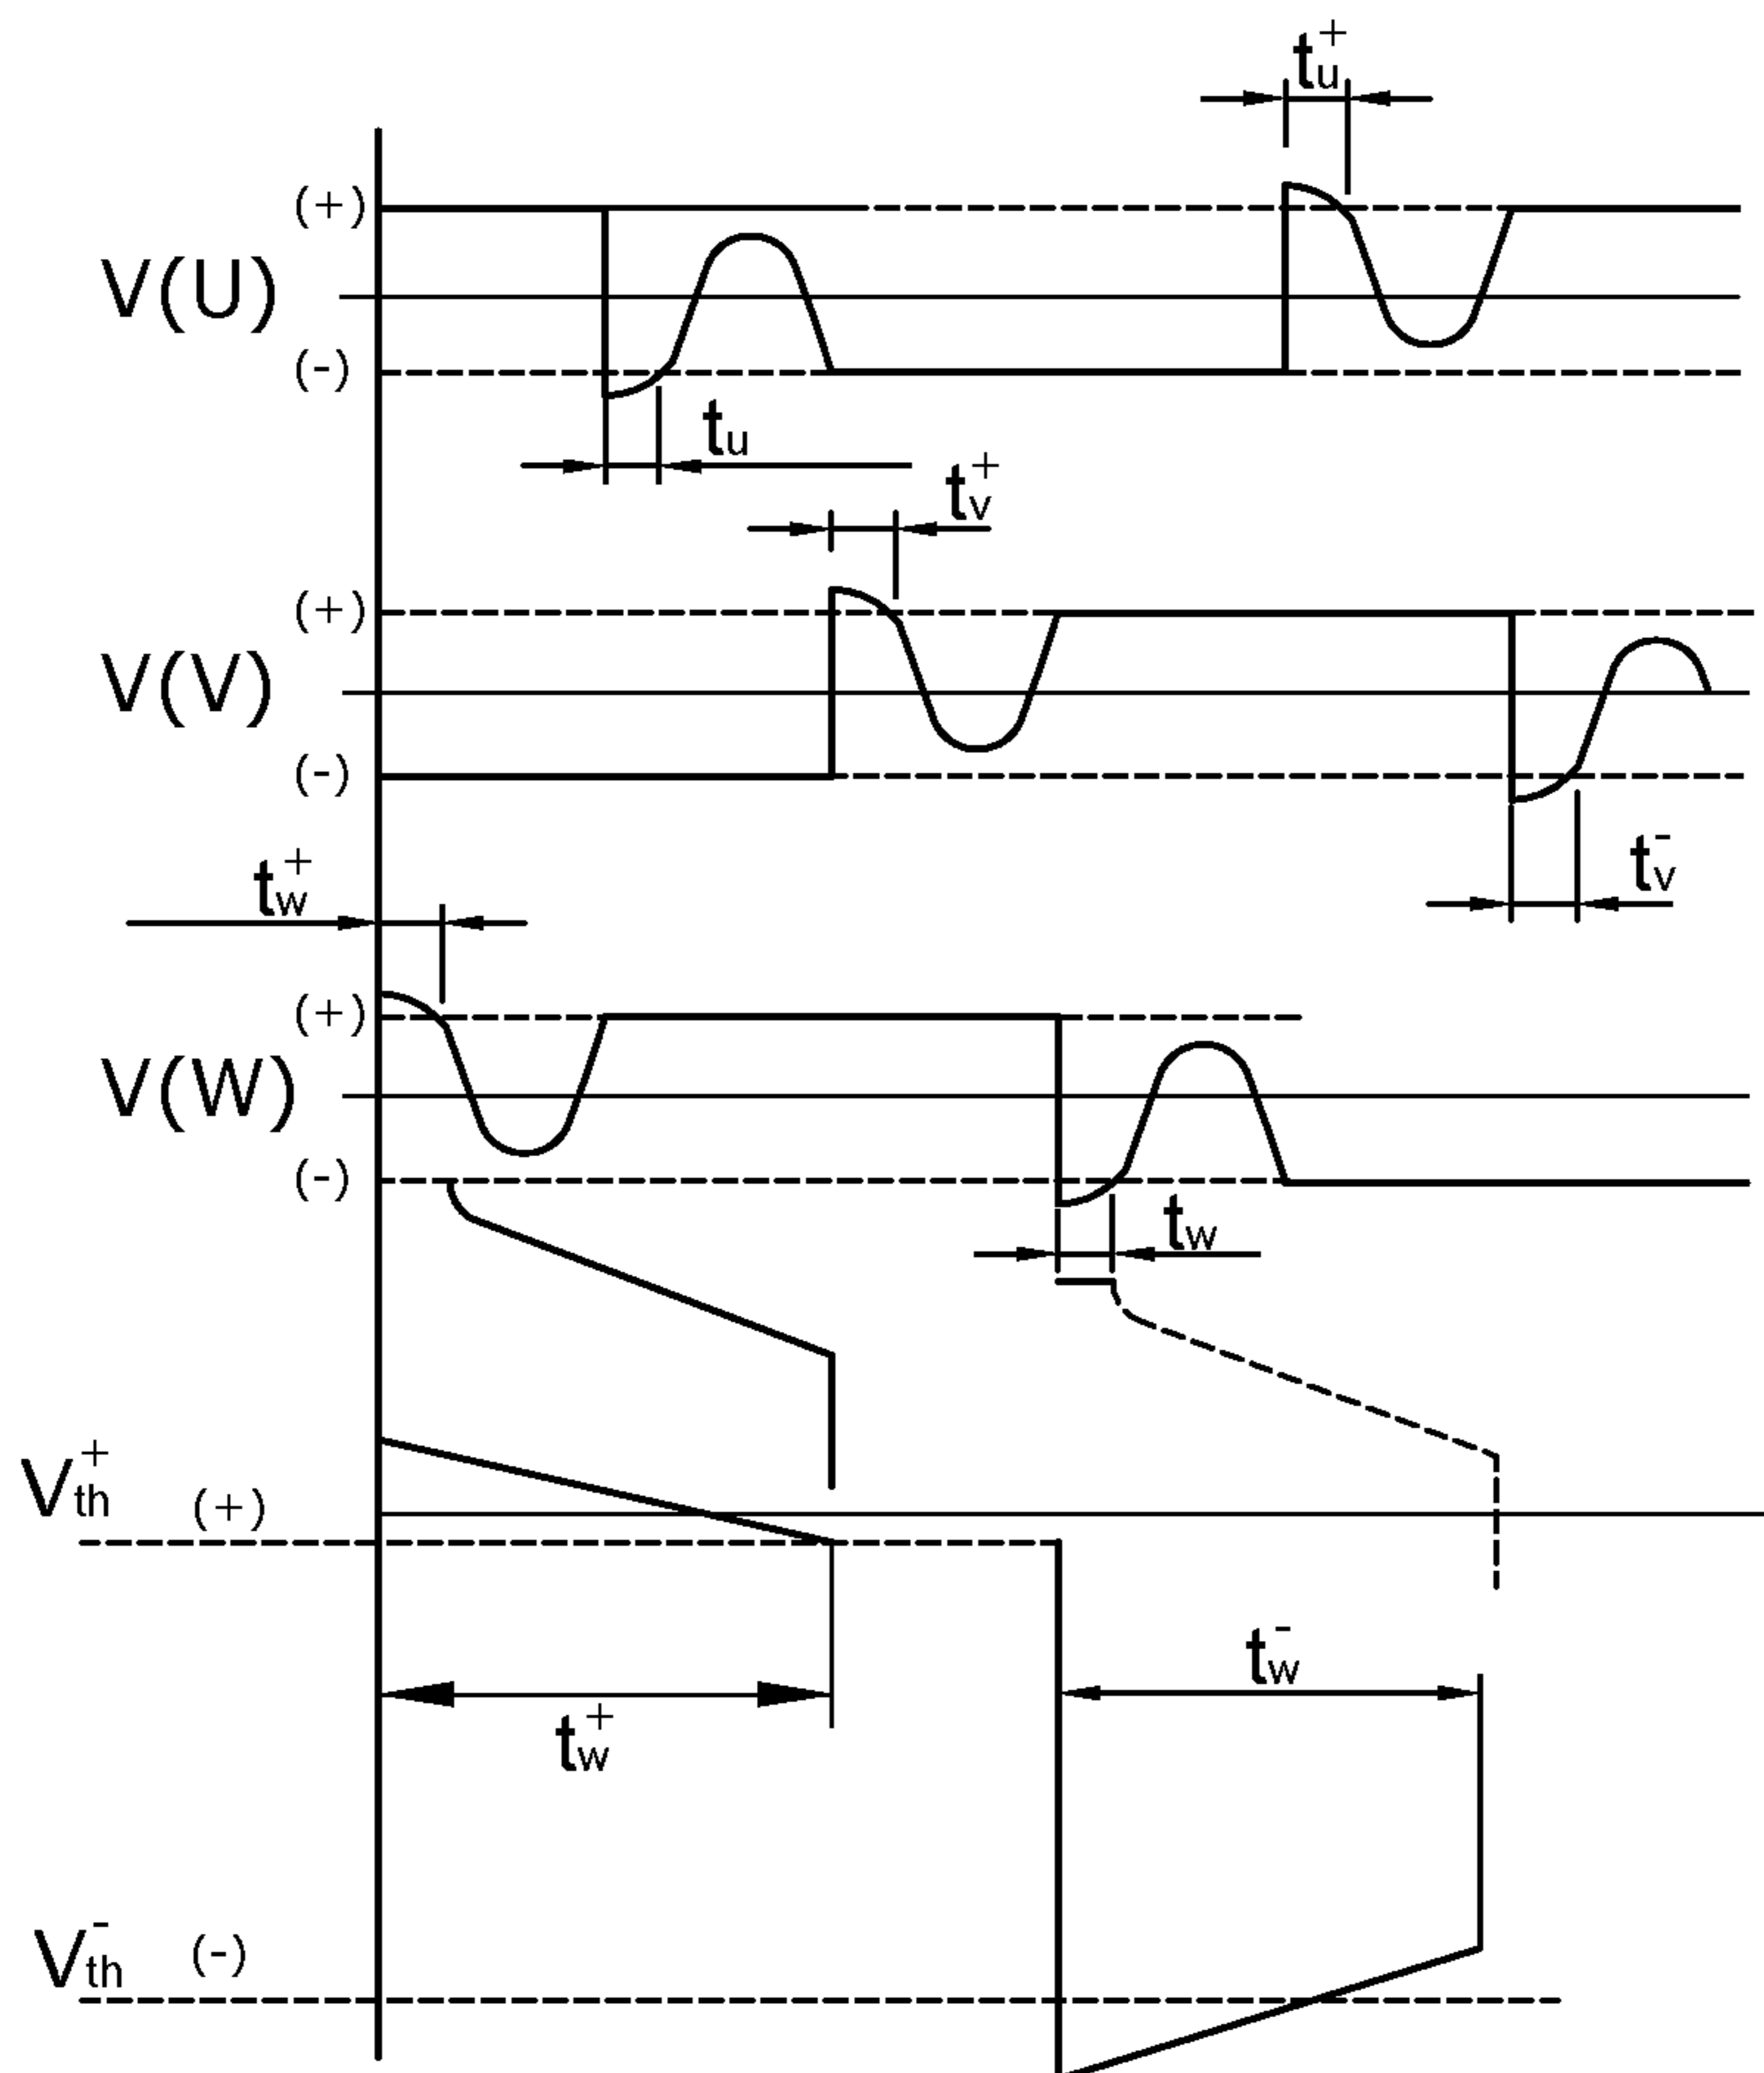 t_u^+
(+)
V(U)
(-)
t_u
t_v^+
(+)
V(V)
(-)
t_v^-
t_w^+
(+)
V(W)
(-)
t_w
V_th^+ (+)
t_w^-
t_w^+
V_th^- (-)